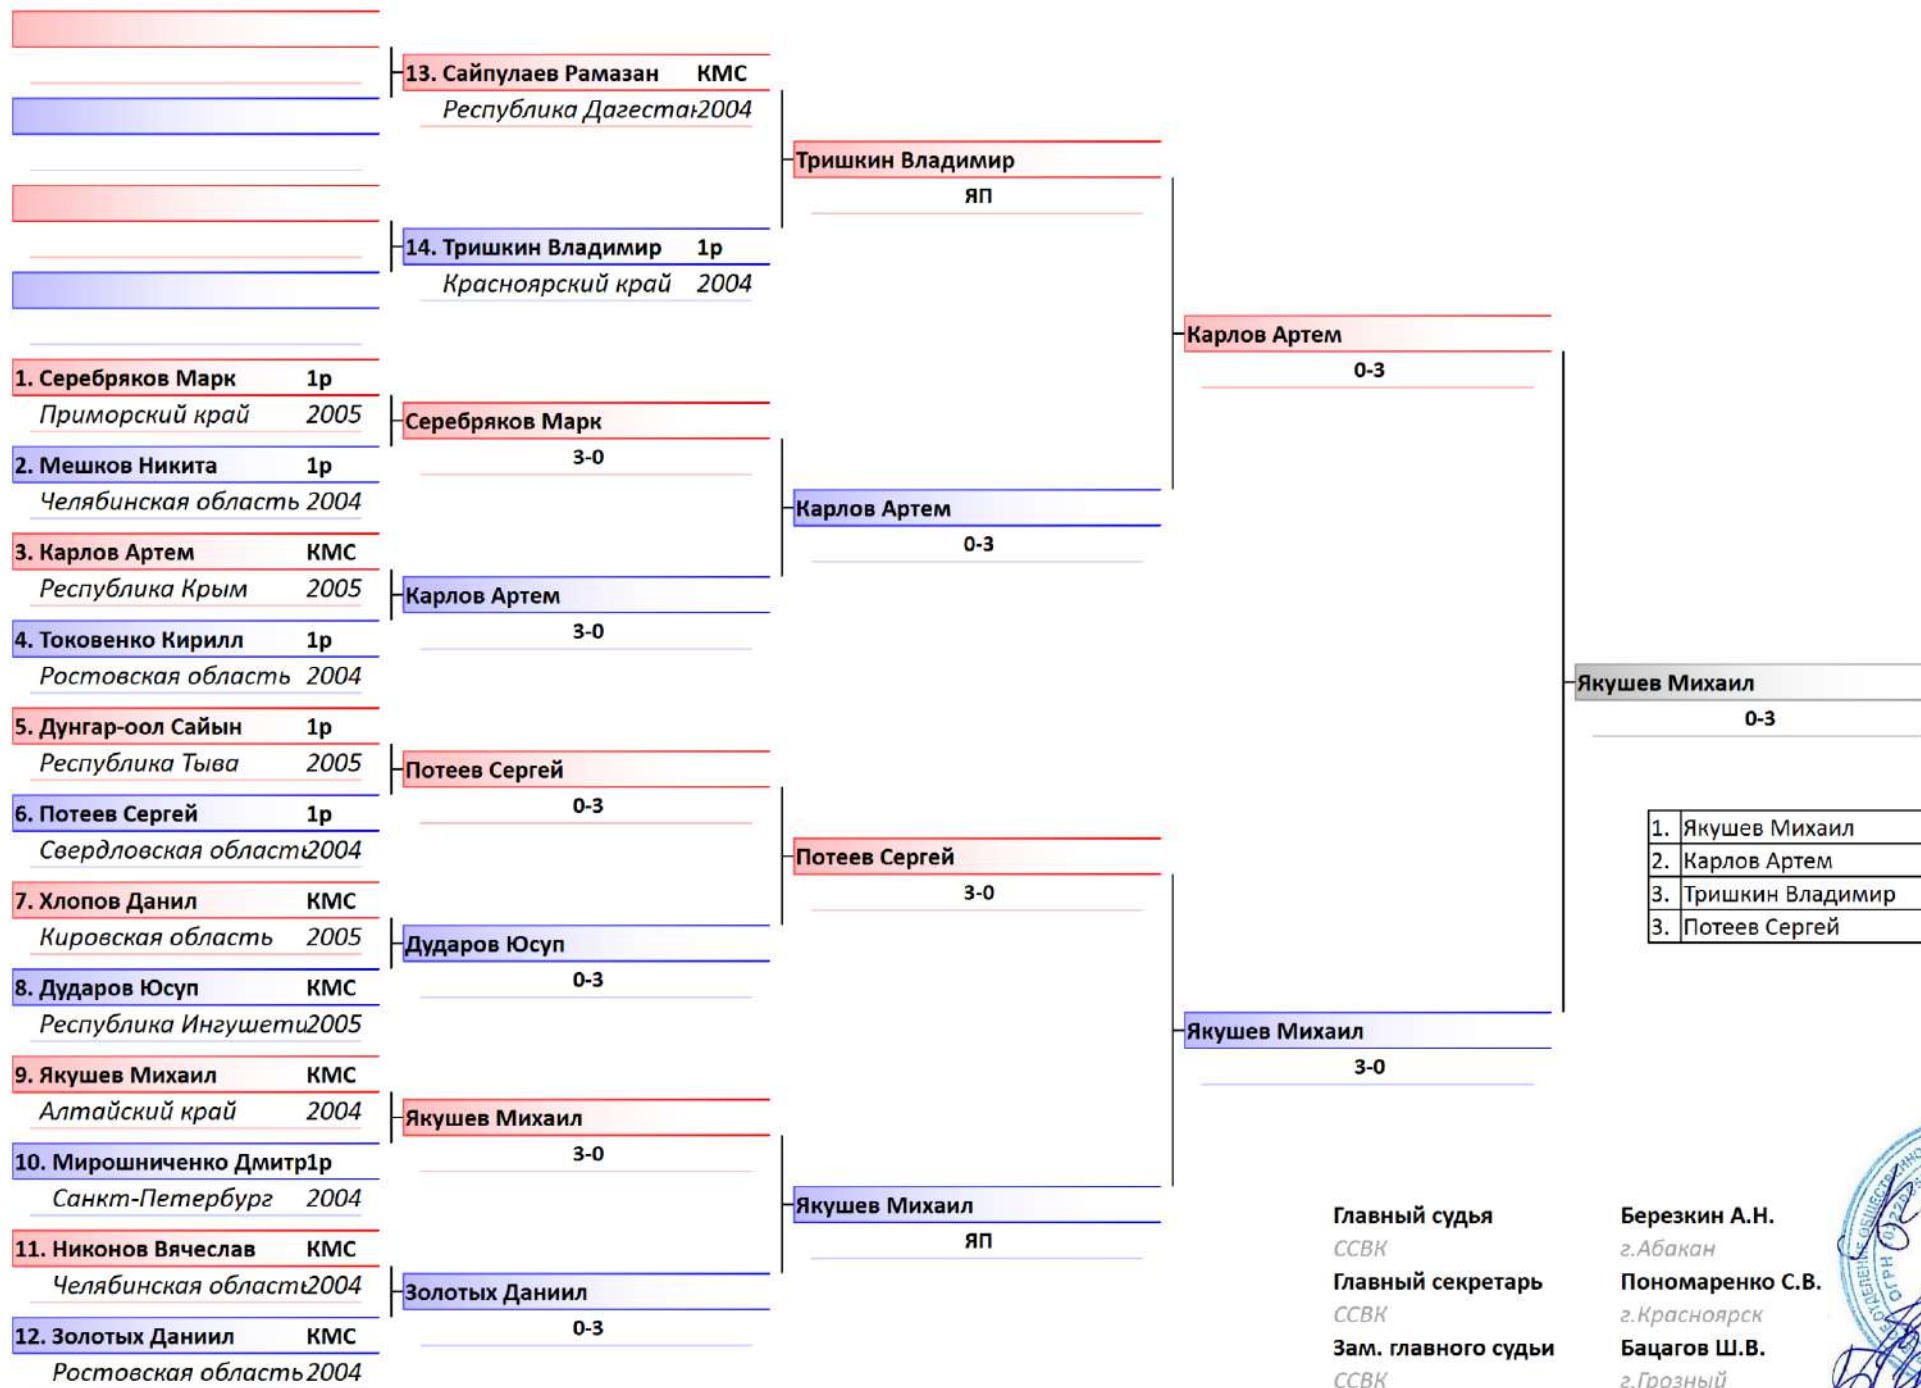 13. Сайпулаев Рамазан КМС
Республика Дагестан 2004
14. Тришкин Владимир 1р
Красноярский край 2004
1. Серебряков Марк 1р
Приморский край 2005
2. Мешков Никита 1р
Челябинская область 2004
3. Карлов Артем КМС
Республика Крым 2005
4. Токовенко Кирилл 1р
Ростовская область 2004
5. Дунгар-оол Сайын 1р
Республика Тыва 2005
6. Потеев Сергей 1р
Свердловская область 2004
7. Хлопов Данил КМС
Кировская область 2005
8. Дударов Юсуп КМС
Республика Ингушети 2005
9. Якушев Михаил КМС
Алтайский край 2004
10. Мирошниченко Дмитр 1р
Санкт-Петербург 2004
11. Никонов Вячеслав КМС
Челябинская область 2004
12. Золотых Даниил КМС
Ростовская область 2004
Серебряков Марк
3-0
Карлов Артем
3-0
Потеев Сергей
0-3
Дударов Юсуп
0-3
Якушев Михаил
3-0
Золотых Даниил
0-3
Тришкин Владимир
ЯП
Карлов Артем
0-3
Потеев Сергей
3-0
Якушев Михаил
ЯП
Карлов Артем
0-3
Якушев Михаил
3-0
Якушев Михаил
0-3
1. Якушев Михаил
2. Карлов Артем
3. Тришкин Владимир
3. Потеев Сергей
Главный судья Березкин А.Н.
ССВК г.Абакан
Главный секретарь Пономаренко С.В.
ССВК г.Красноярск
Зам. главного судьи Бацагов Ш.В.
ССВК г.Грозный